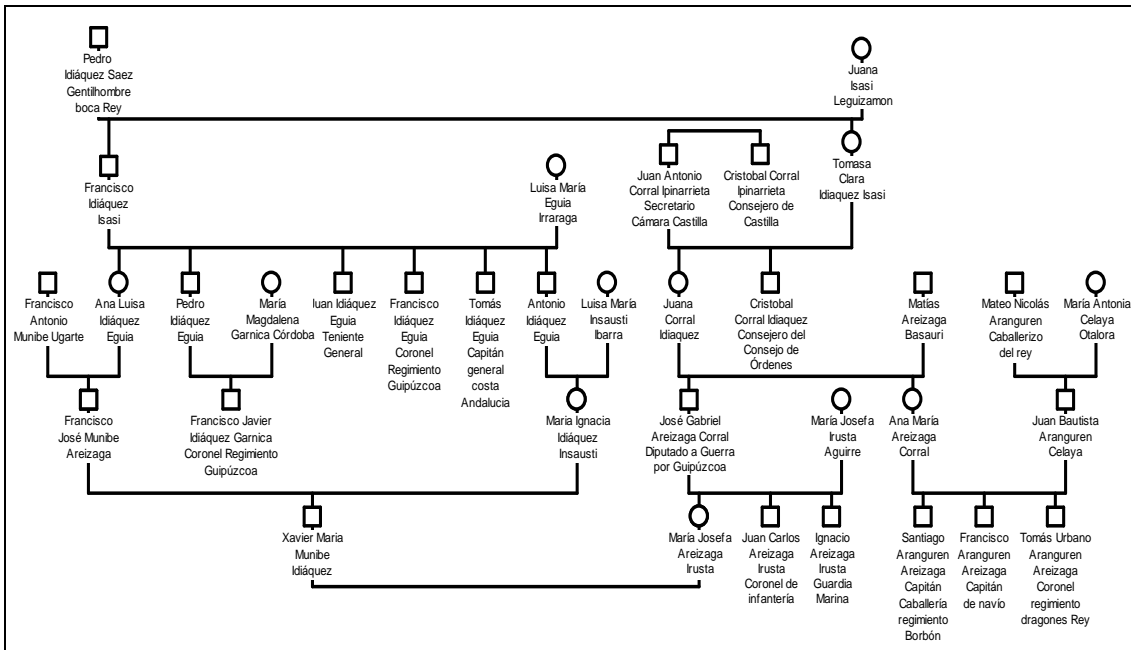 Pedro
Idiáquez Saez
Gentilhombre
boca Rey
Juana
Isasi
Leguizamon
Francisco
Idiáquez
Isasi
Luisa María
Eguia
Irraraga
Juan Antonio
Corral Ipinarrieta
Secretario
Cámara Castilla
Cristobal Corral
Ipinarrieta
Consejero de
Castilla
Tomasa
Clara
Idiaquez Isasi
Francisco
Antonio
Munibe Ugarte
Ana Luisa
Idiáquez
Eguia
Pedro
Idiáquez
Eguia
María
Magdalena
Garnica Córdoba
Iuan Idiáquez
Eguia
Teniente
General
Francisco
Idiáquez
Eguia
Coronel
Regimiento
Guipúzcoa
Tomás
Idiáquez
Eguia
Capitán
general
costa
Andalucia
Antonio
Idiáquez
Eguia
Luisa María
Insausti
Ibarra
Juana
Corral
Idiaquez
Cristobal
Corral Idiaquez
Consejero del
Consejo de
Órdenes
Matías
Areizaga
Basauri
Mateo Nicolás
Aranguren
Caballerizo
del rey
María Antonia
Celaya
Otalora
Francisco
José Munibe
Areizaga
Francisco Javier
Idiáquez Garnica
Coronel Regimiento
Guipúzcoa
Maria Ignacia
Idiáquez
Insausti
José Gabriel
Areizaga Corral
Diputado a Guerra
por Guipúzcoa
María Josefa
Irusta
Aguirre
Ana María
Areizaga
Corral
Juan Bautista
Aranguren
Celaya
Xavier Maria
Munibe
Idiáquez
María Josefa
Areizaga
Irusta
Juan Carlos
Areizaga
Irusta
Coronel de
infantería
Ignacio
Areizaga
Irusta
Guardia
Marina
Santiago
Aranguren
Areizaga
Capitán
Caballería
regimiento
Borbón
Francisco
Aranguren
Areizaga
Capitán
de navío
Tomás Urbano
Aranguren
Areizaga
Coronel
regimiento
dragones Rey